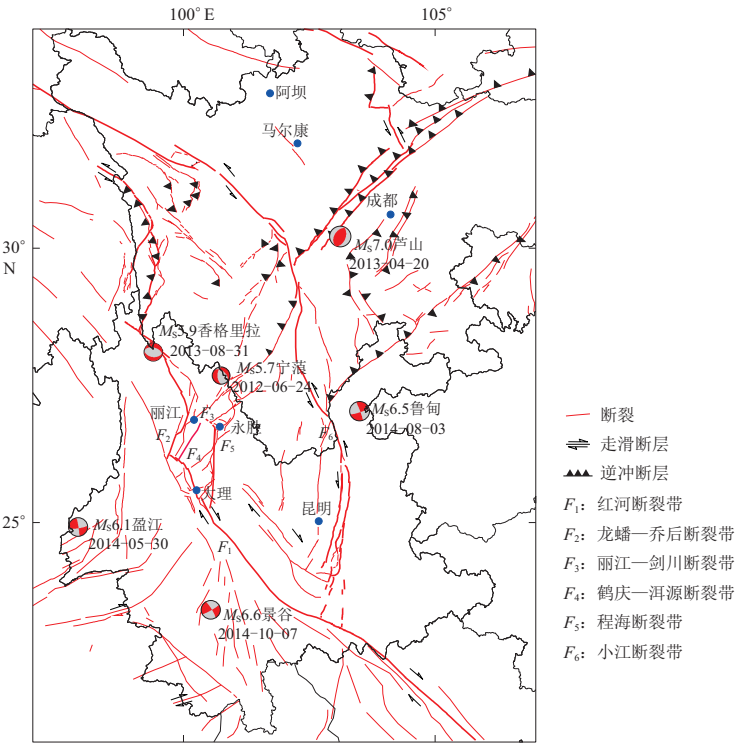 100° E
105°
阿坝
马尔康
成都
30°
N
MS7.0芦山
2013-04-20
MS5.9香格里拉
2013-08-31
MS5.7宁蒗
2012-06-24
丽江
F3
永胜
F2
F4
F5
F6
MS6.5鲁甸
2014-08-03
断裂
走滑断层
逆冲断层
大理
昆明
25°
MS6.1盈江
2014-05-30
F1
MS6.6景谷
2014-10-07
F1: 红河断裂带
F2: 龙蟠—乔后断裂带
F3: 丽江—剑川断裂带
F4: 鹤庆—洱源断裂带
F5: 程海断裂带
F6: 小江断裂带